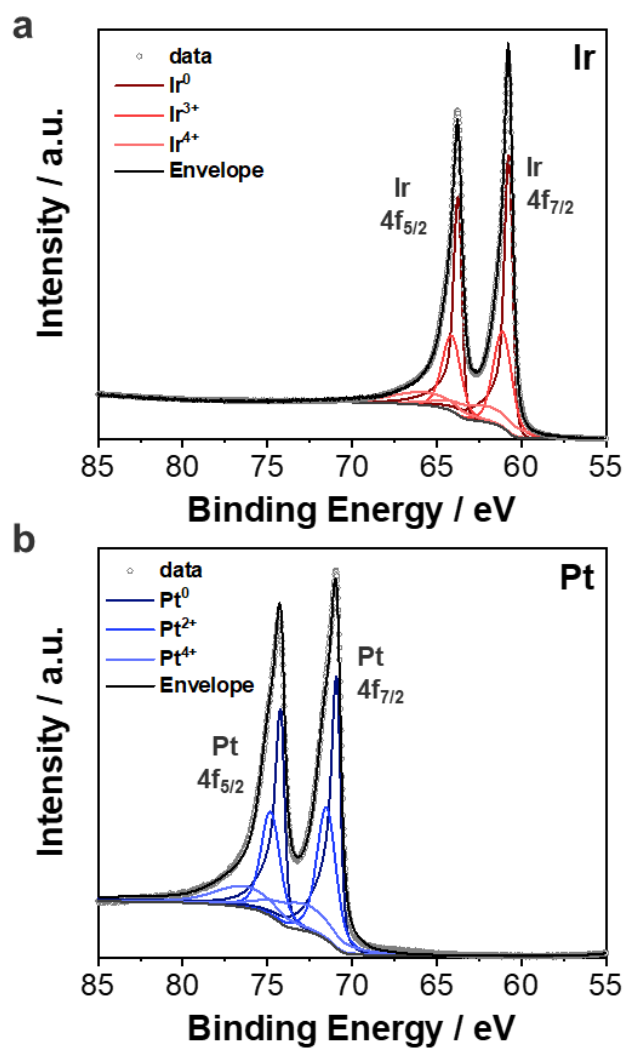 a
Ir
data
Ir⁰
Ir³⁺
Ir⁴⁺
Envelope
Ir
4f₅/₂
Ir
4f₇/₂
Intensity / a.u.
85 80 75 70 65 60 55
Binding Energy / eV
b
Pt
data
Pt⁰
Pt²⁺
Pt⁴⁺
Envelope
Pt
4f₇/₂
Pt
4f₅/₂
Intensity / a.u.
85 80 75 70 65 60 55
Binding Energy / eV